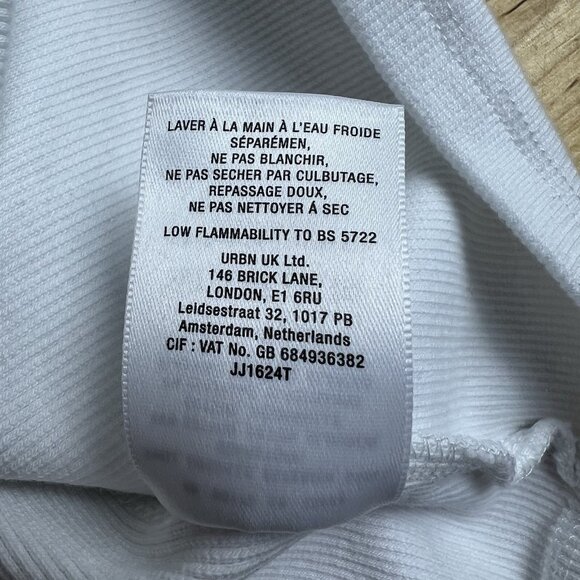 LAVER À LA MAIN À L'EAU FROIDE
SÉPARÉMEN,
NE PAS BLANCHIR,
NE PAS SECHER PAR CULBUTAGE,
REPASSAGE DOUX,
NE PAS NETTOYER Á SEC
LOW FLAMMABILITY TO BS 5722
URBN UK Ltd.
146 BRICK LANE,
LONDON, E1 6RU
Leidsestraat 32, 1017 PB
Amsterdam, Netherlands
CIF : VAT No. GB 684936382
JJ1624T